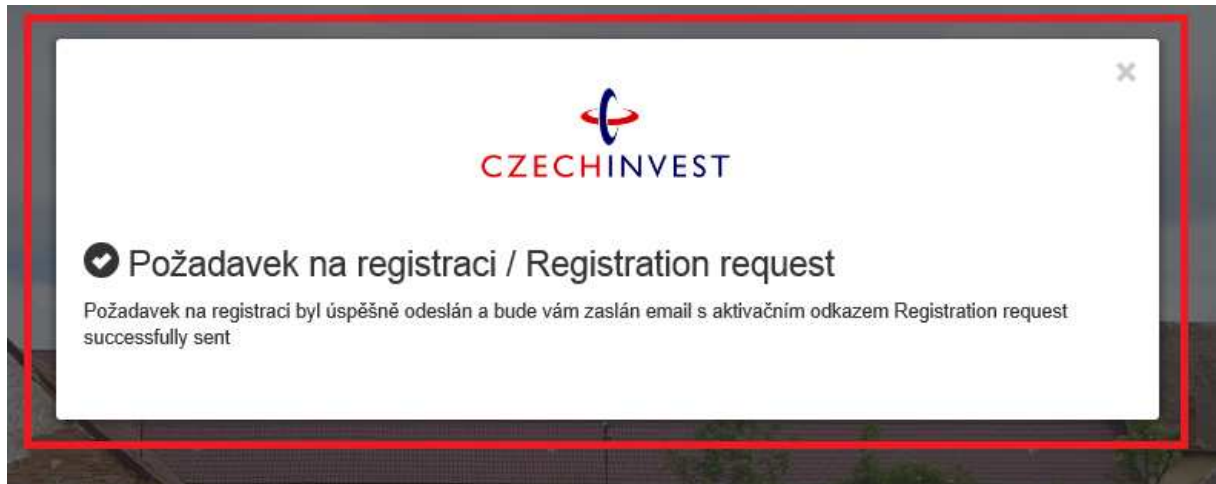 CZECHINVEST
Požadavek na registraci / Registration request
Požadavek na registraci byl úspěšně odeslán a bude vám zaslán email s aktivačním odkazem Registration request
successfully sent